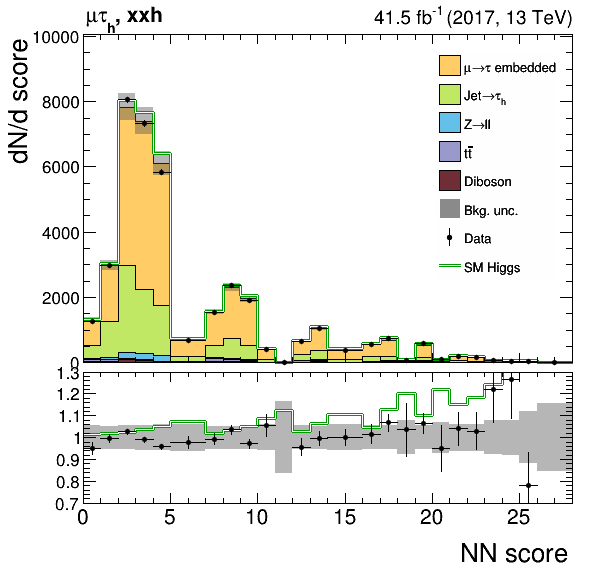 μτh, xxh
41.5 fb⁻¹ (2017, 13 TeV)
dN/d score
10000
8000
6000
4000
2000
0
μ→τ embedded
Jet→τh
Z→ll
tt̄
Diboson
Bkg. unc.
Data
SM Higgs
1.3
1.2
1.1
1
0.9
0.8
0.7
0 5 10 15 20 25
NN score